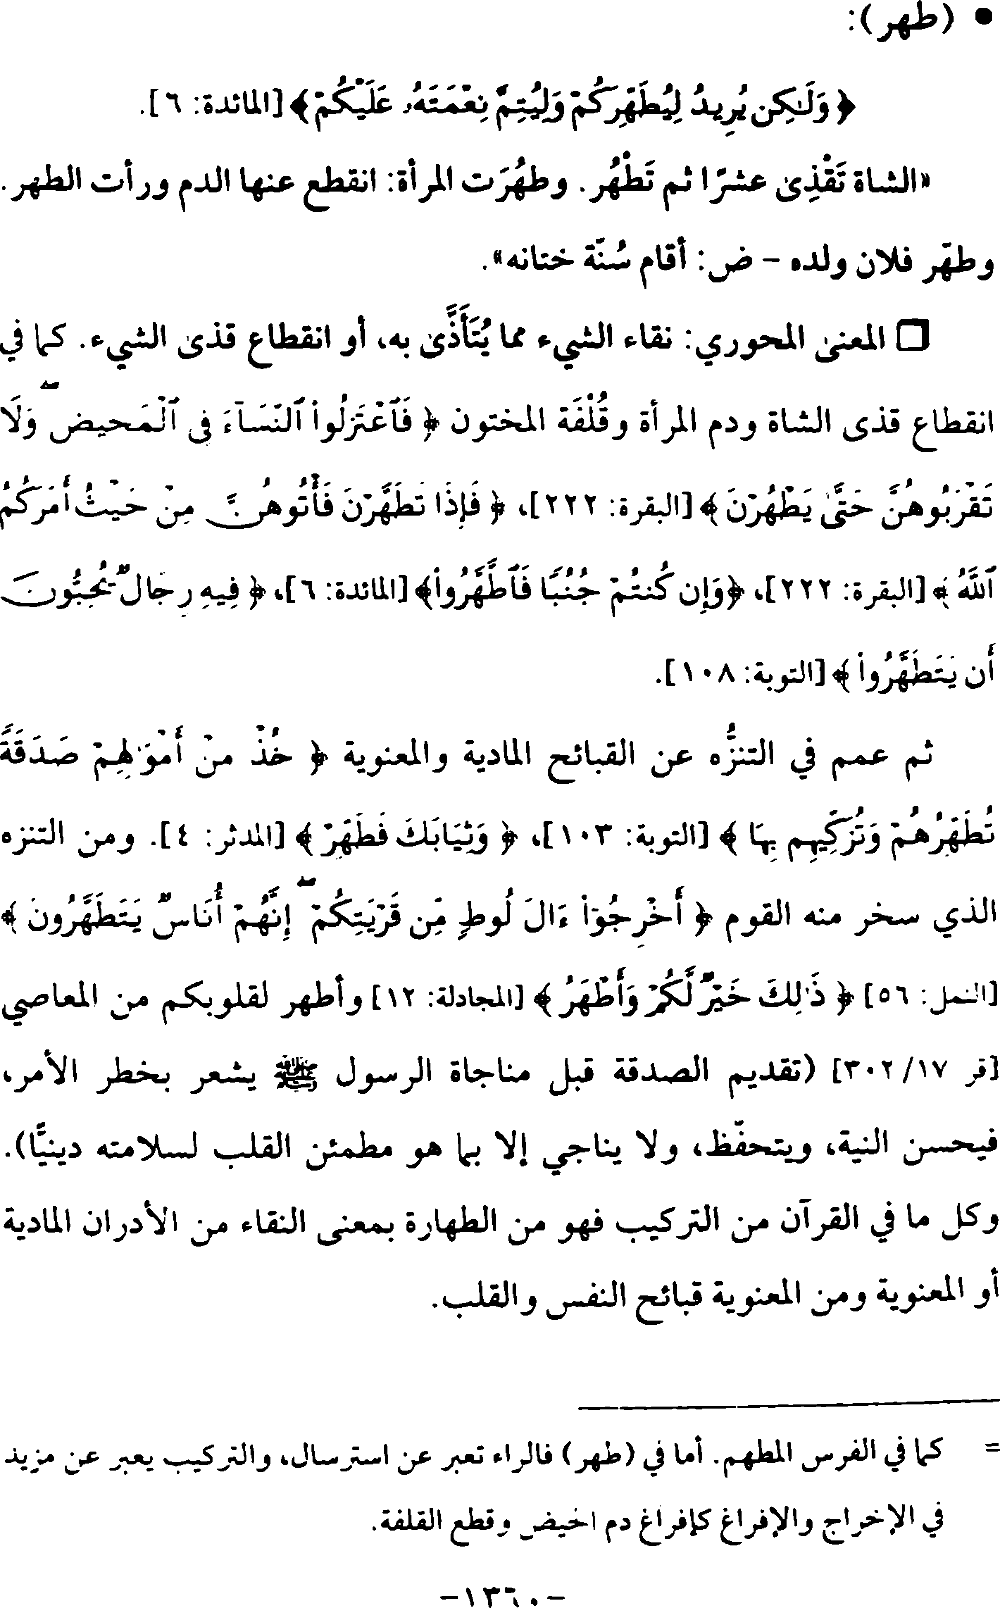 • (طهر):
﴿ وَلَٰكِن يُرِيدُ لِيُطَهِّرَكُمْ وَلِيُتِمَّ نِعْمَتَهُۥ عَلَيْكُمْ ﴾ [المائدة: ٦].
«الشاة تَقْذِى عشرًا ثم تَطْهُر. وطهُرَت المرأة: انقطع عنها الدم ورأت الطهر.
وطهّر فلان ولده – ض: أقام سُنّة ختانه».
❒ المعنى المحوري: نقاء الشيء مما يُتَأَذَّى به، أو انقطاع قذى الشيء. كما في
انقطاع قذى الشاة ودم المرأة وقُلْفَة المختون ﴿ فَٱعْتَزِلُوا۟ ٱلنِّسَآءَ فِى ٱلْمَحِيضِ ۖ وَلَا
تَقْرَبُوهُنَّ حَتَّىٰ يَطْهُرْنَ ﴾ [البقرة: ٢٢٢]، ﴿ فَإِذَا تَطَهَّرْنَ فَأْتُوهُنَّ مِنْ حَيْثُ أَمَرَكُمُ
ٱللَّهُ ﴾ [البقرة: ٢٢٢]، ﴿وَإِن كُنتُمْ جُنُبًا فَٱطَّهَّرُوا۟﴾ [المائدة: ٦]، ﴿ فِيهِ رِجَالٌ يُحِبُّونَ
أَن يَتَطَهَّرُوا۟ ﴾ [التوبة: ١٠٨].
ثم عمم في التنزُّه عن القبائح المادية والمعنوية ﴿ خُذْ مِنْ أَمْوَٰلِهِمْ صَدَقَةً
تُطَهِّرُهُمْ وَتُزَكِّيهِم بِهَا ﴾ [التوبة: ١٠٣]، ﴿ وَثِيَابَكَ فَطَهِّرْ ﴾ [المدثر: ٤]. ومن التنزه
الذي سخر منه القوم ﴿ أَخْرِجُوٓا۟ ءَالَ لُوطٍ مِّن قَرْيَتِكُمْ ۖ إِنَّهُمْ أُنَاسٌ يَتَطَهَّرُونَ ﴾
[النمل: ٥٦] ﴿ ذَٰلِكَ خَيْرٌ لَّكُمْ وَأَطْهَرُ ﴾ [المجادلة: ١٢] وأطهر لقلوبكم من المعاصي
[قر ٣٠٢/١٧] (تقديم الصدقة قبل مناجاة الرسول ﷺ يشعر بخطر الأمر،
فيحسن النية، ويتحفّظ، ولا يناجي إلا بما هو مطمئن القلب لسلامته دينيًّا).
وكل ما في القرآن من التركيب فهو من الطهارة بمعنى النقاء من الأدران المادية
أو المعنوية ومن المعنوية قبائح النفس والقلب.
= كما في الفرس المطهم. أما في (طهر) فالراء تعبر عن استرسال، والتركيب يعبر عن مزيد
في الإخراج والإفراغ كإفراغ دم الحيض وقطع القلفة.
-١٣٦٠-